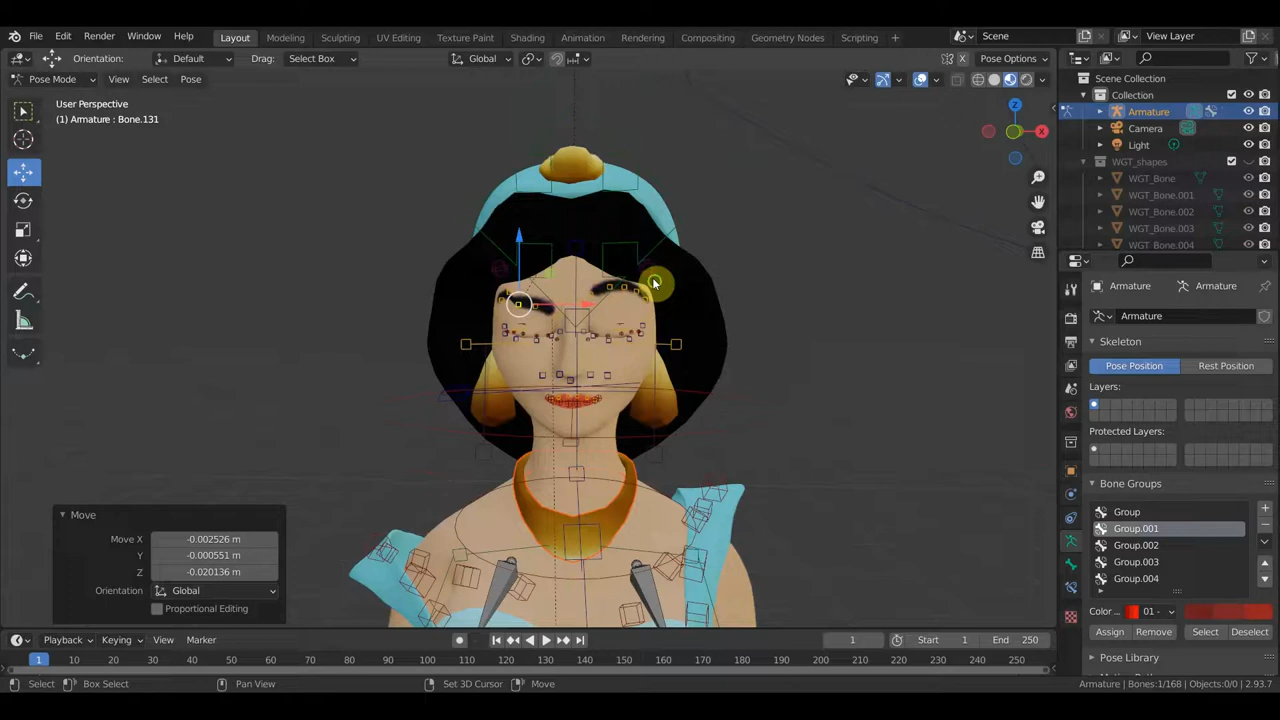 File Edit Render Window Help Layout Modeling Sculpting UV Editing Texture Paint Shading Animation Rendering Compositing Geometry Nodes Scripting + Scene View Layer
Orientation: Default Drag: Select Box Global Pose Options
Pose Mode View Select Pose
User Perspective
(1) Armature : Bone.131
Z
X
Scene Collection
Collection
Armature
Camera
Light
WGT_shapes
WGT_Bone
WGT_Bone.001
WGT_Bone.002
WGT_Bone.003
WGT_Bone.004
Armature Armature
Armature
Skeleton
Pose Position Rest Position
Layers:
Protected Layers:
Bone Groups
Group
Group.001
Group.002
Group.003
Group.004
Color ... 01 -
Assign Remove Select Deselect
Pose Library
Move
Move X -0.002526 m
Y -0.000551 m
Z -0.020136 m
Orientation Global
Proportional Editing
Playback Keying View Marker 1 Start 1 End 250
1 10 20 30 40 50 60 70 80 90 100 110 120 130 140 150 160 170 180 190 200 210 220 230 240 250
Select Box Select Pan View Set 3D Cursor Move Armature | Bones:1/168 | Objects:0/0 | 2.93.7